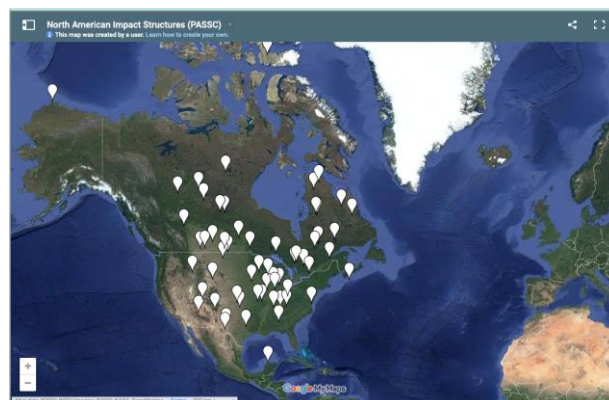 North American Impact Structures (PASSC)
This map was created by a user. Learn how to create your own.
+
−
Google My Maps